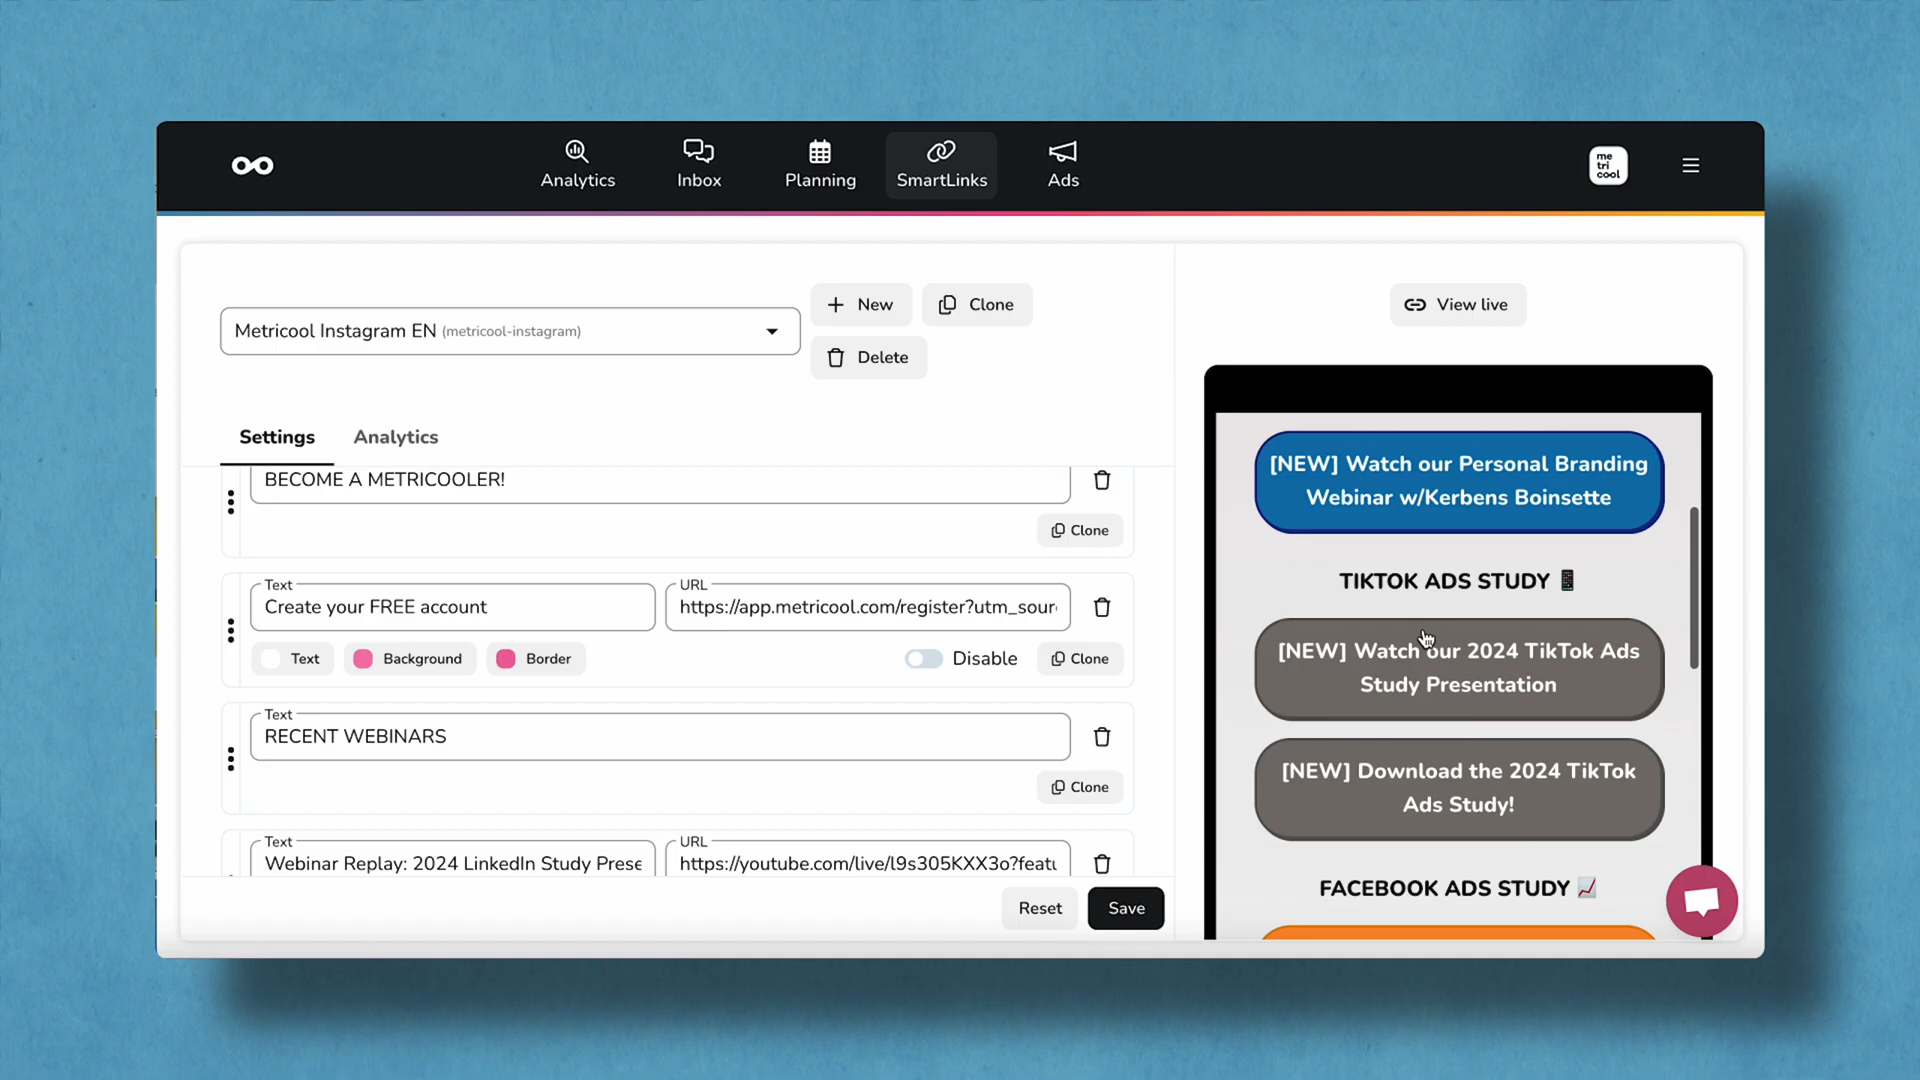 Analytics
Inbox
Planning
SmartLinks
Ads
me
tri
cool
Metricool Instagram EN (metricool-instagram)
New
Clone
Delete
View live
Settings
Analytics
BECOME A METRICOOLER!
Clone
Text
Create your FREE account
URL
https://app.metricool.com/register?utm_sour
Text
Background
Border
Disable
Clone
Text
RECENT WEBINARS
Clone
Text
Webinar Replay: 2024 LinkedIn Study Prese
URL
https://youtube.com/live/l9s305KXX3o?featu
Reset
Save
[NEW] Watch our Personal Branding
Webinar w/Kerbens Boinsette
TIKTOK ADS STUDY
[NEW] Watch our 2024 TikTok Ads
Study Presentation
[NEW] Download the 2024 TikTok
Ads Study!
FACEBOOK ADS STUDY